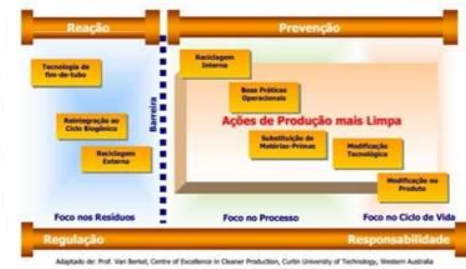 Reação
Prevenção
Tecnologia de
fim-de-tubo
Reintegração ao
Ciclo Biogênico
Reciclagem
Externa
Barreira
Reciclagem
Interna
Boas Práticas
Operacionais
Ações de Produção mais Limpa
Substituição de
Matérias-Primas
Modificação
Tecnológica
Modificação no
Produto
Foco nos Resíduos
Foco no Processo
Foco no Ciclo de Vida
Regulação
Responsabilidade
Adaptado de: Prof. Van Berkel, Centre of Excellence in Cleaner Production, Curtin University of Technology, Western Australia